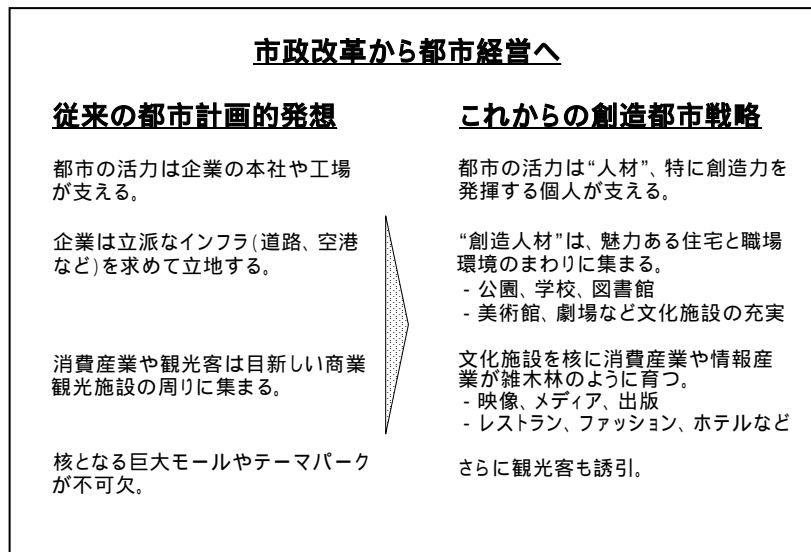 市政改革から都市経営へ
従来の都市計画的発想
都市の活力は企業の本社や工場
が支える。
企業は立派なインフラ(道路、空港
など)を求めて立地する。
消費産業や観光客は目新しい商業
観光施設の周りに集まる。
核となる巨大モールやテーマパーク
が不可欠。
これからの創造都市戦略
都市の活力は“人材”、特に創造力を
発揮する個人が支える。
“創造人材”は、魅力ある住宅と職場
環境のまわりに集まる。
- 公園、学校、図書館
- 美術館、劇場など文化施設の充実
文化施設を核に消費産業や情報産
業が雑木林のように育つ。
- 映像、メディア、出版
- レストラン、ファッション、ホテルなど
さらに観光客も誘引。